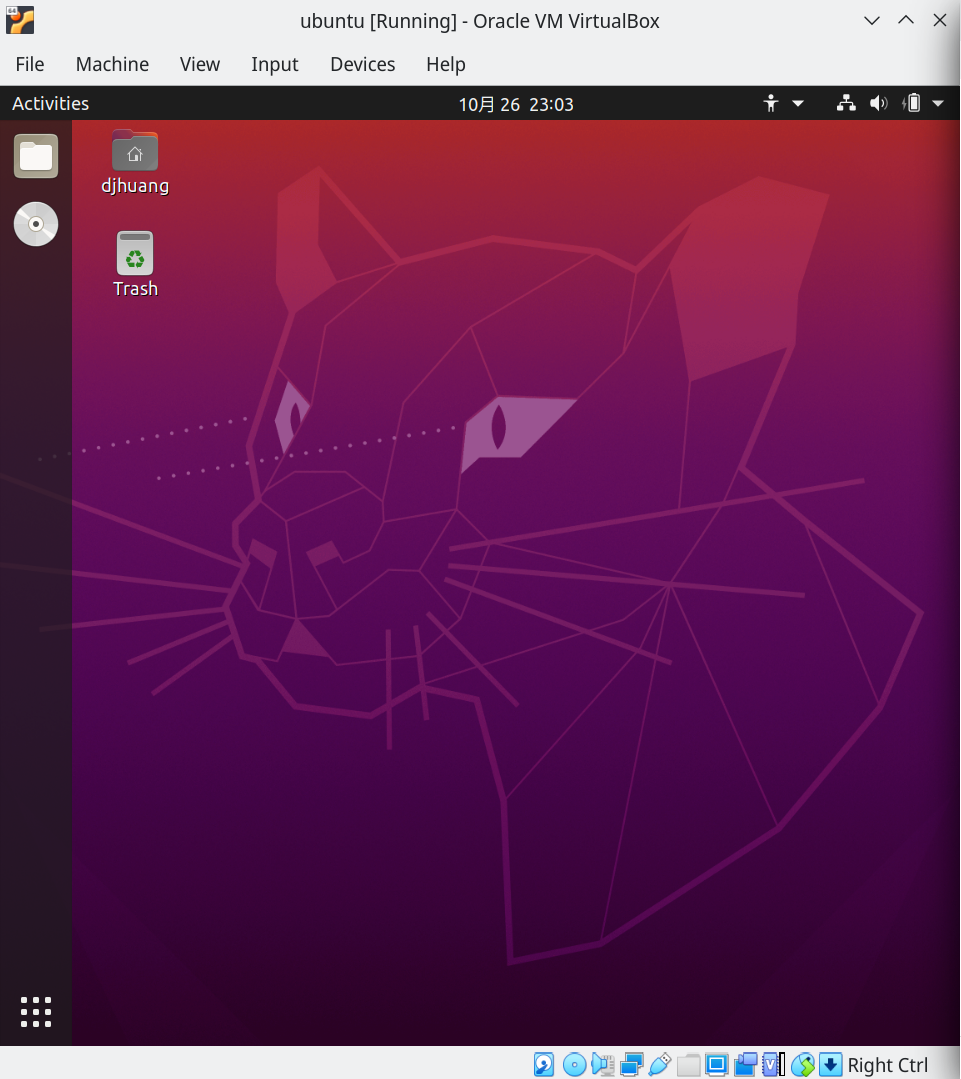 64
ubuntu [Running] - Oracle VM VirtualBox
File Machine View Input Devices Help
Activities
10月 26 23:03
djhuang
Trash
V
Right Ctrl